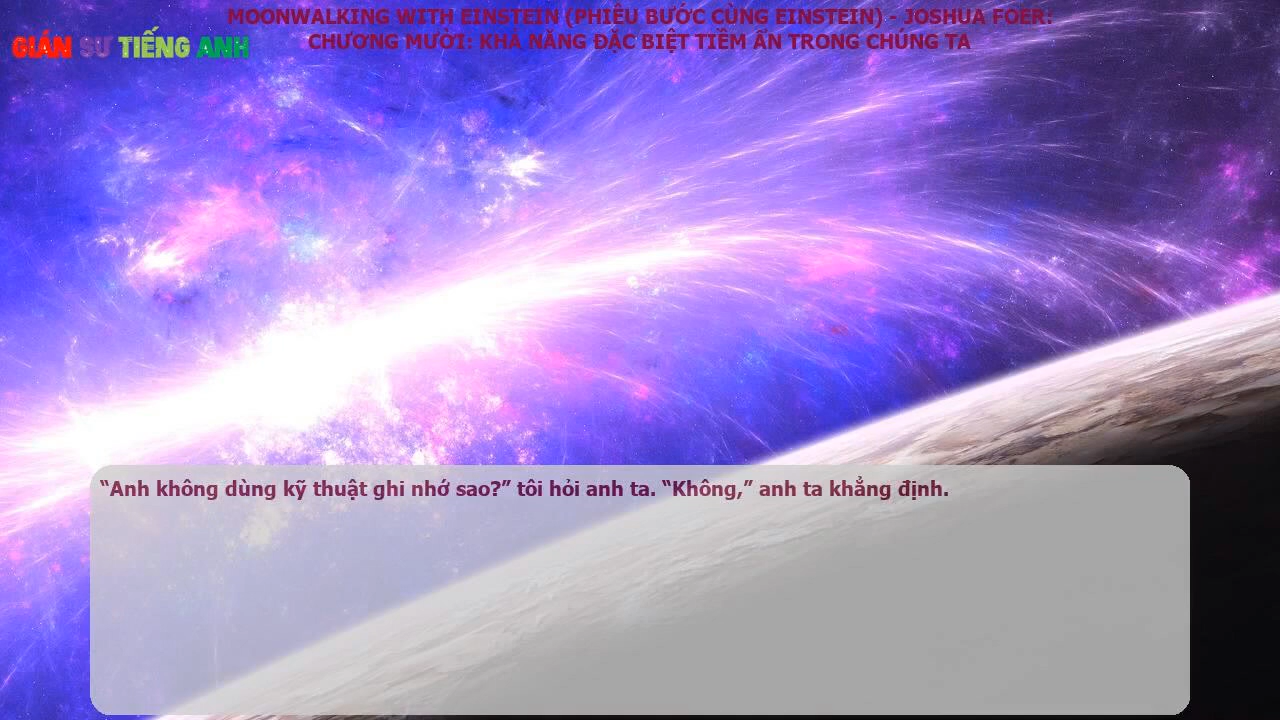 MOONWALKING WITH EINSTEIN (PHIÊU BƯỚC CÙNG EINSTEIN) - JOSHUA FOER:
CHƯƠNG MƯỜI: KHẢ NĂNG ĐẶC BIỆT TIỀM ẨN TRONG CHÚNG TA
GIÁN SƯ TIẾNG ANH
“Anh không dùng kỹ thuật ghi nhớ sao?” tôi hỏi anh ta. “Không,” anh ta khẳng định.